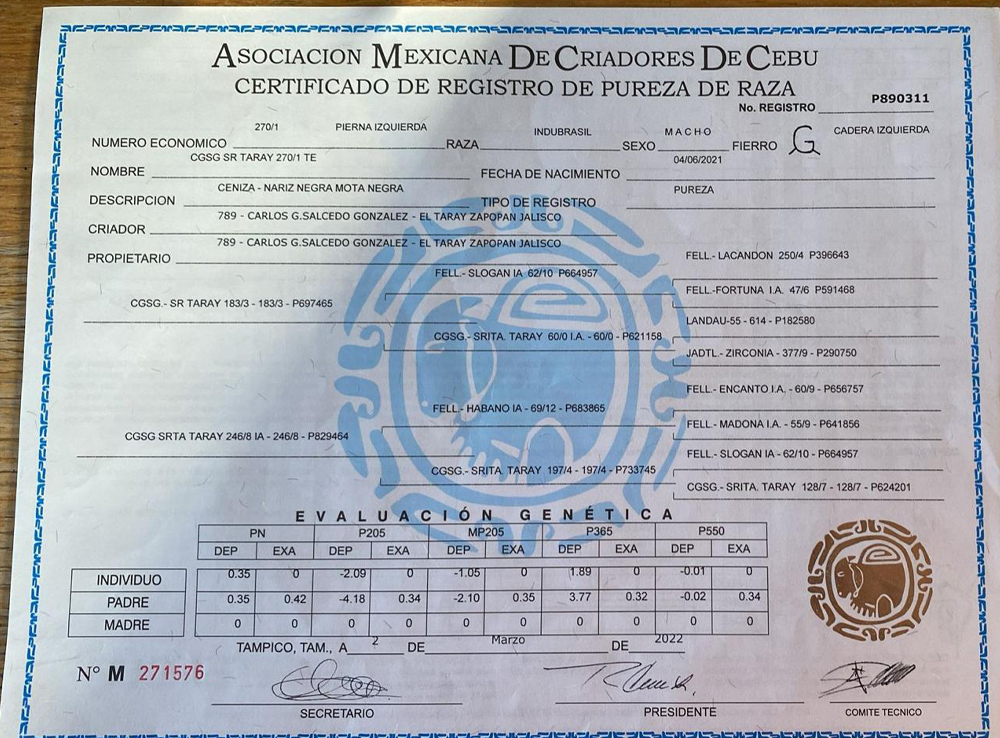 ASOCIACION MEXICANA DE CRIADORES DE CEBU
CERTIFICADO DE REGISTRO DE PUREZA DE RAZA
No. REGISTRO P890311
NUMERO ECONOMICO 270/1 PIERNA IZQUIERDA RAZA INDUBRASIL SEXO MACHO FIERRO G CADERA IZQUIERDA
NOMBRE CGSG SR TARAY 270/1 TE FECHA DE NACIMIENTO 04/06/2021
DESCRIPCION CENIZA - NARIZ NEGRA MOTA NEGRA TIPO DE REGISTRO PUREZA
CRIADOR 789 - CARLOS G.SALCEDO GONZALEZ - EL TARAY ZAPOPAN JALISCO
PROPIETARIO 789 - CARLOS G.SALCEDO GONZALEZ - EL TARAY ZAPOPAN JALISCO
FELL.- LACANDON 250/4 P396643
FELL.- SLOGAN IA 62/10 P664957
FELL.-FORTUNA I.A. 47/6 P591468
CGSG.- SR TARAY 183/3 - 183/3 - P697465
LANDAU-55 - 614 - P182580
CGSG.- SRITA. TARAY 60/0 I.A. - 60/0 - P621158
JADTL.- ZIRCONIA - 377/9 - P290750
FELL.- ENCANTO I.A. - 60/9 - P656757
FELL.- HABANO IA - 69/12 - P683865
FELL.- MADONA I.A. - 55/9 - P641856
CGSG SRTA TARAY 246/8 IA - 246/8 - P829464
FELL.- SLOGAN IA - 62/10 - P664957
CGSG.- SRITA. TARAY 197/4 - 197/4 - P733745
CGSG.- SRITA. TARAY 128/7 - 128/7 - P624201
EVALUACIÓN GENÉTICA
PN P205 MP205 P365 P550
DEP EXA DEP EXA DEP EXA DEP EXA DEP EXA
INDIVIDUO 0.35 0 -2.09 0 -1.05 0 1.89 0 -0.01 0
PADRE 0.35 0.42 -4.18 0.34 -2.10 0.35 3.77 0.32 -0.02 0.34
MADRE 0 0 0 0 0 0 0 0 0 0
TAMPICO, TAM., A 2 DE Marzo DE 2022
N° M 271576
SECRETARIO PRESIDENTE COMITE TECNICO